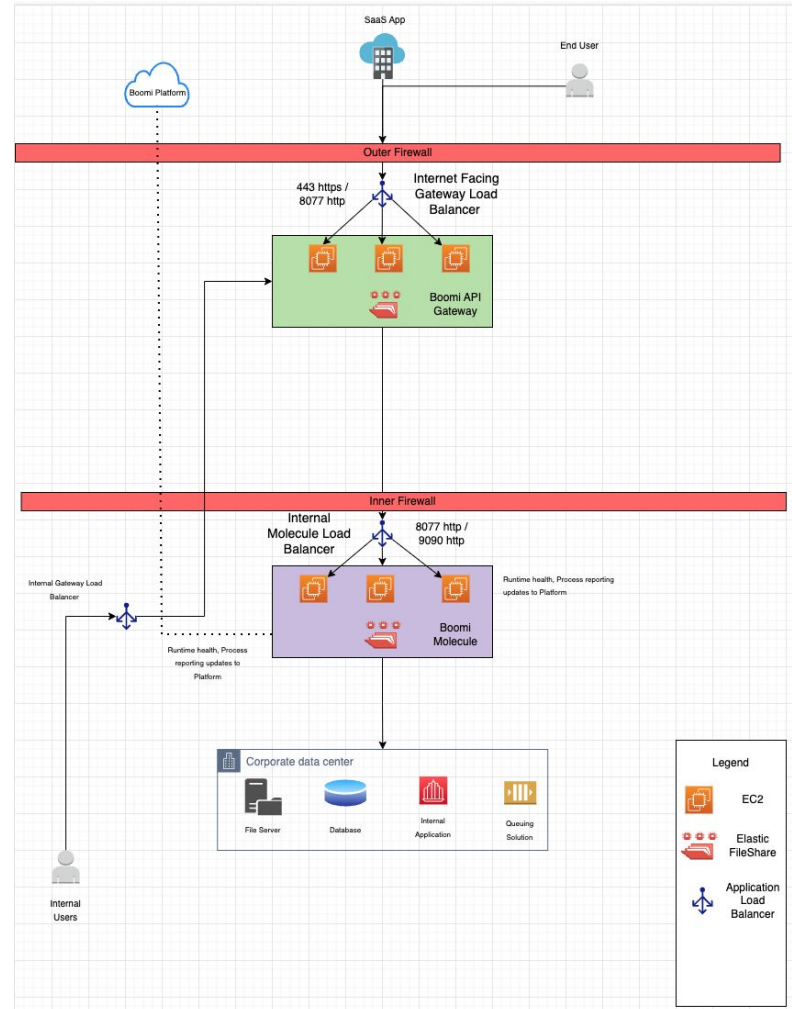 SaaS App
End User
Boomi Platform
Outer Firewall
443 https /
8077 http
Internet Facing
Gateway Load
Balancer
Boomi API
Gateway
Inner Firewall
Internal
Molecule Load
Balancer
8077 http /
9090 http
Internal Gateway Load
Balancer
Runtime health, Process reporting
updates to Platform
Boomi
Molecule
Runtime health, Process
reporting updates to
Platform
Corporate data center
File Server
Database
Internal
Application
Queuing
Solution
Internal
Users
Legend
EC2
Elastic
FileShare
Application
Load
Balancer